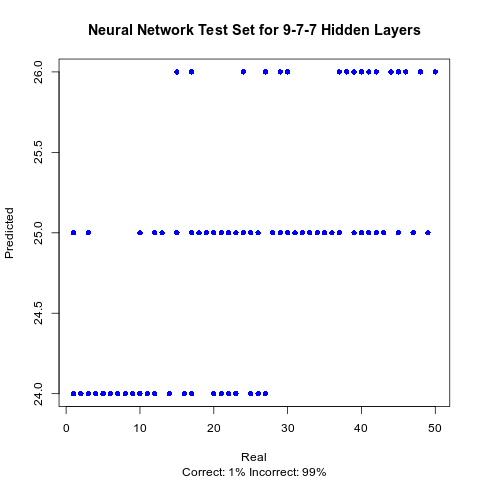 Neural Network Test Set for 9-7-7 Hidden Layers
Predicted
26.0
25.5
25.0
24.5
24.0
0 10 20 30 40 50
Real
Correct: 1% Incorrect: 99%